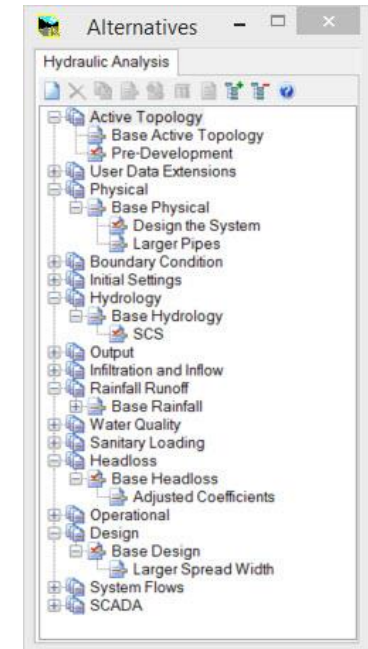 Alternatives
Hydraulic Analysis
Active Topology
Base Active Topology
Pre-Development
User Data Extensions
Physical
Base Physical
Design the System
Larger Pipes
Boundary Condition
Initial Settings
Hydrology
Base Hydrology
SCS
Output
Infiltration and Inflow
Rainfall Runoff
Base Rainfall
Water Quality
Sanitary Loading
Headloss
Base Headloss
Adjusted Coefficients
Operational
Design
Base Design
Larger Spread Width
System Flows
SCADA